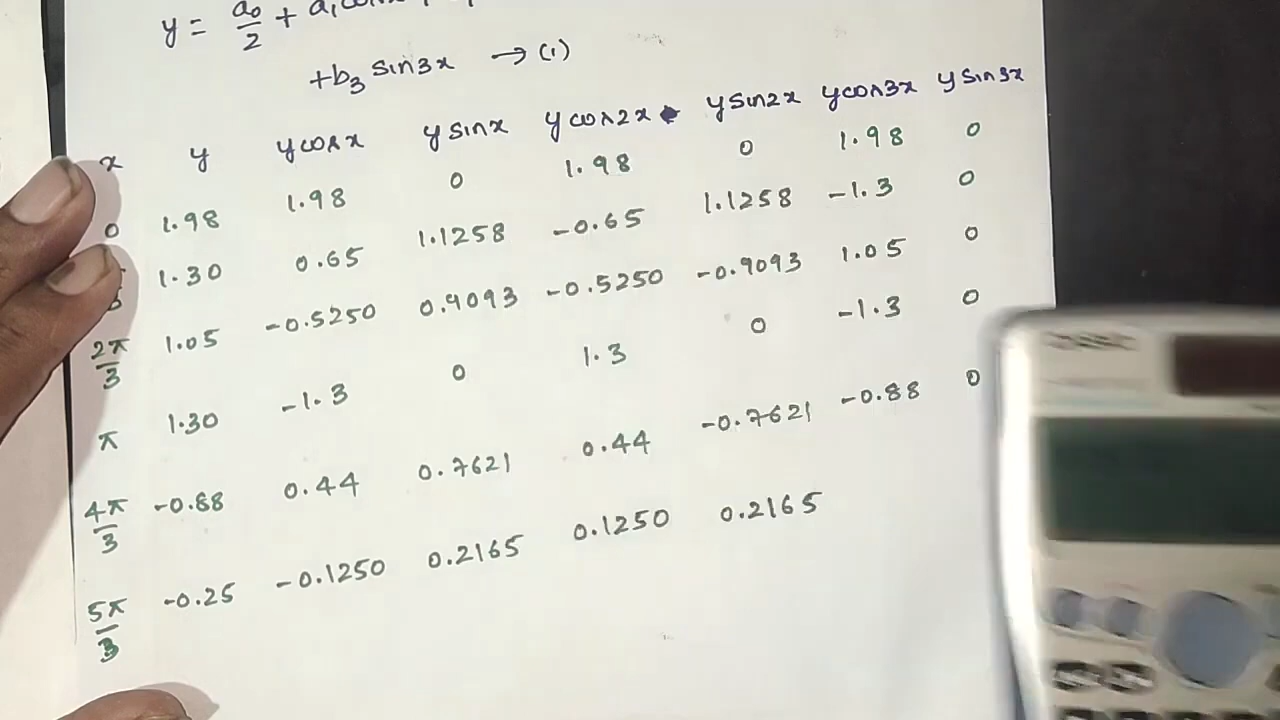 y = a₀/2 + a₁cos
+b₃ sin3x → (1)
x y ycosx ysinx ycos2x ysin2x ycos3x ysin3x
0 1.98 1.98 0 1.98 0 1.98 0
1.30 0.65 1.1258 -0.65 1.1258 -1.3 0
2π/3 1.05 -0.5250 0.9093 -0.5250 -0.9093 1.05 0
π 1.30 -1.3 0 1.3 0 -1.3 0
4π/3 -0.88 0.44 0.7621 0.44 -0.7621 -0.88 0
5π/3 -0.25 -0.1250 0.2165 0.1250 0.2165